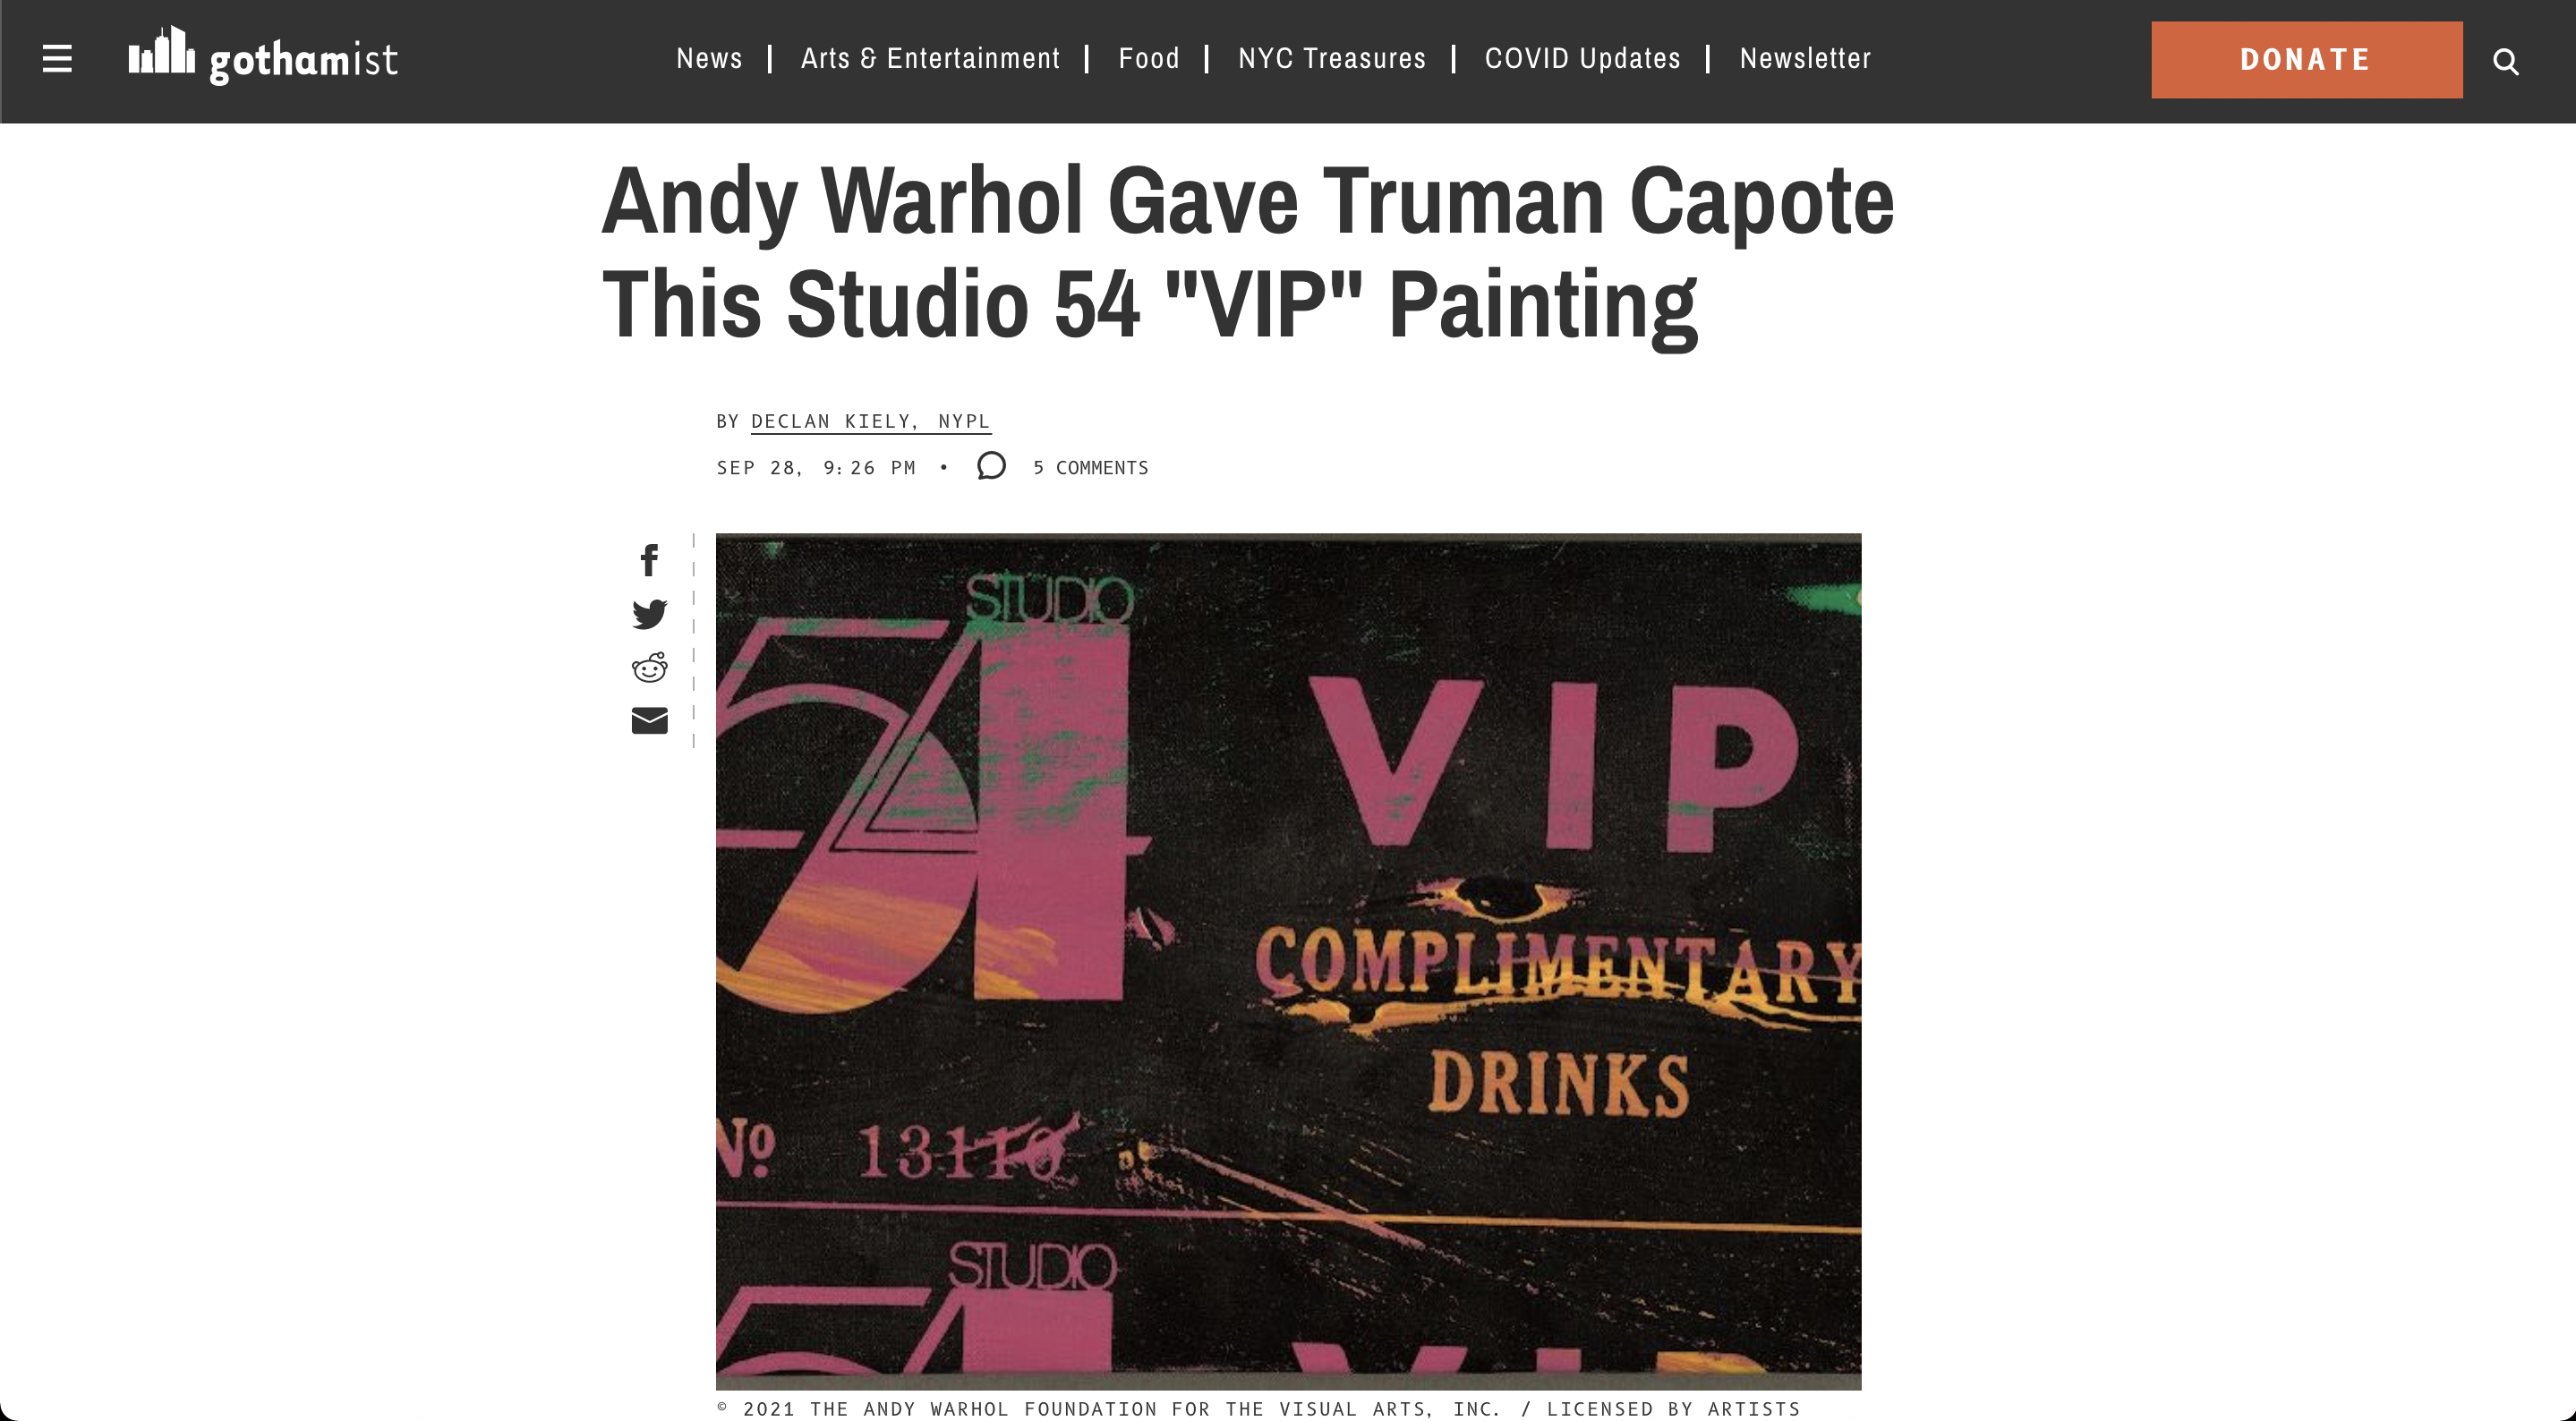 gothamist
News | Arts & Entertainment | Food | NYC Treasures | COVID Updates | Newsletter
DONATE
Andy Warhol Gave Truman Capote
This Studio 54 "VIP" Painting
BY DECLAN KIELY, NYPL
SEP 28, 9:26 PM • 5 COMMENTS
STUDIO
54
VIP
COMPLIMENTARY
DRINKS
Nº 13110
STUDIO
54
VIP
© 2021 THE ANDY WARHOL FOUNDATION FOR THE VISUAL ARTS, INC. / LICENSED BY ARTISTS